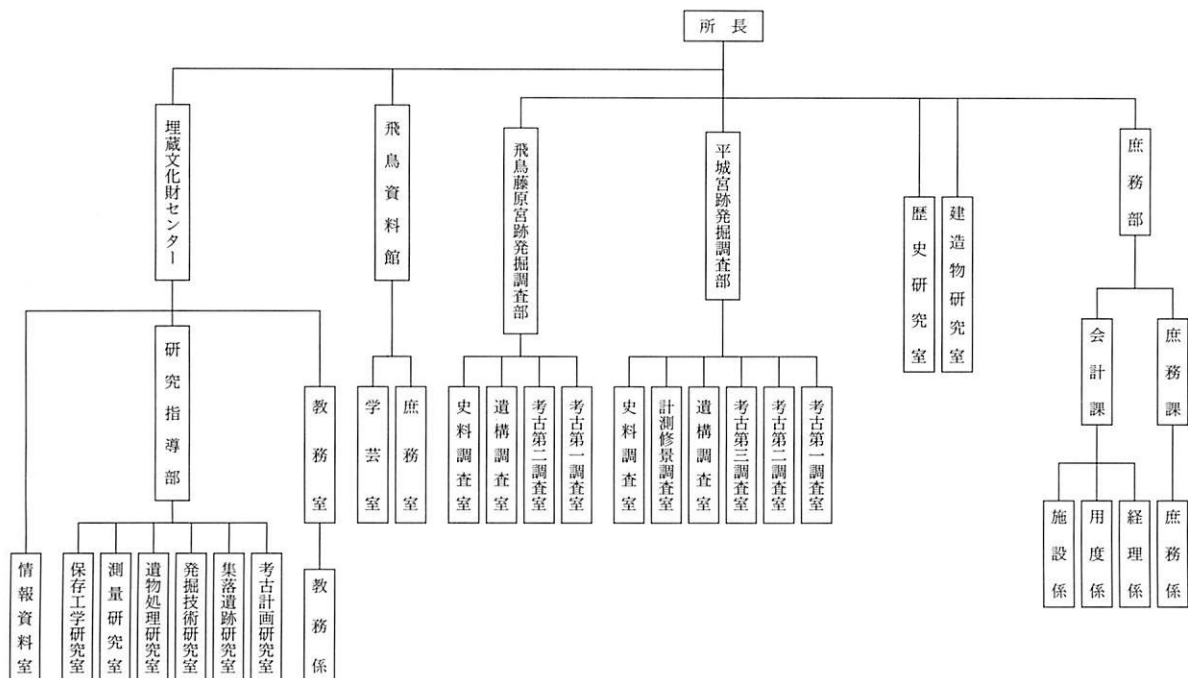 所長
庶務部
庶務課
庶務係
会計課
経理係
用度係
施設係
建造物研究室
歴史研究室
平城宮跡発掘調査部
考古第一調査室
考古第二調査室
考古第三調査室
遺構調査室
計測修景調査室
史料調査室
飛鳥藤原宮跡発掘調査部
考古第一調査室
考古第二調査室
遺構調査室
史料調査室
飛鳥資料館
庶務室
学芸室
埋蔵文化財センター
教務室
教務係
研究指導部
考古計画研究室
集落遺跡研究室
発掘技術研究室
遺物処理研究室
測量研究室
保存工学研究室
情報資料室